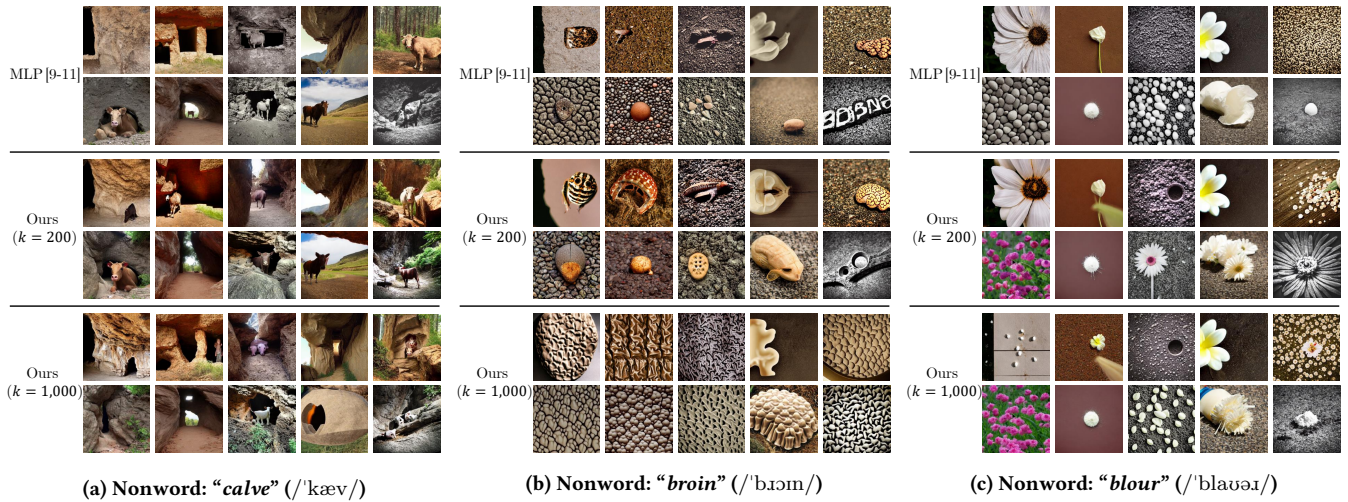 MLP [9-11]
MLP [9-11]
MLP [9-11]
Ours
(k = 200)
Ours
(k = 200)
Ours
(k = 200)
Ours
(k = 1,000)
Ours
(k = 1,000)
Ours
(k = 1,000)
(a) Nonword: “calve” (/ˈkæv/)
(b) Nonword: “broin” (/ˈbɹɔɪn/)
(c) Nonword: “blour” (/ˈblaʊəɹ/)